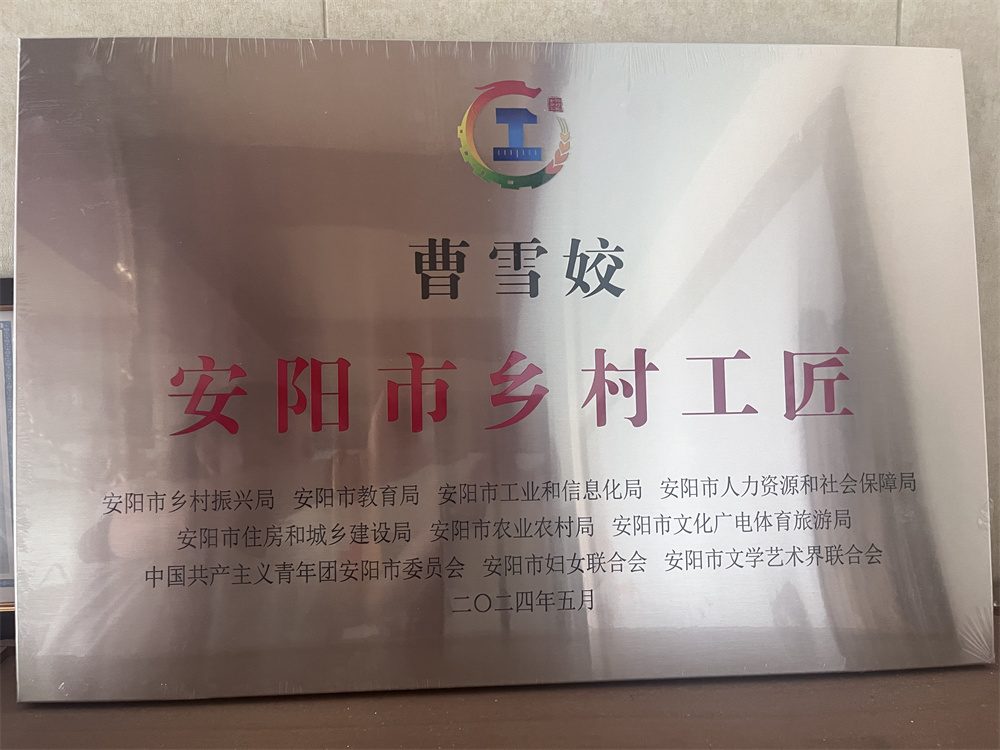 曹雪姣
安阳市乡村工匠
安阳市乡村振兴局 安阳市教育局 安阳市工业和信息化局 安阳市人力资源和社会保障局
安阳市住房和城乡建设局 安阳市农业农村局 安阳市文化广电体育旅游局
中国共产主义青年团安阳市委员会 安阳市妇女联合会 安阳市文学艺术界联合会
二〇二四年五月